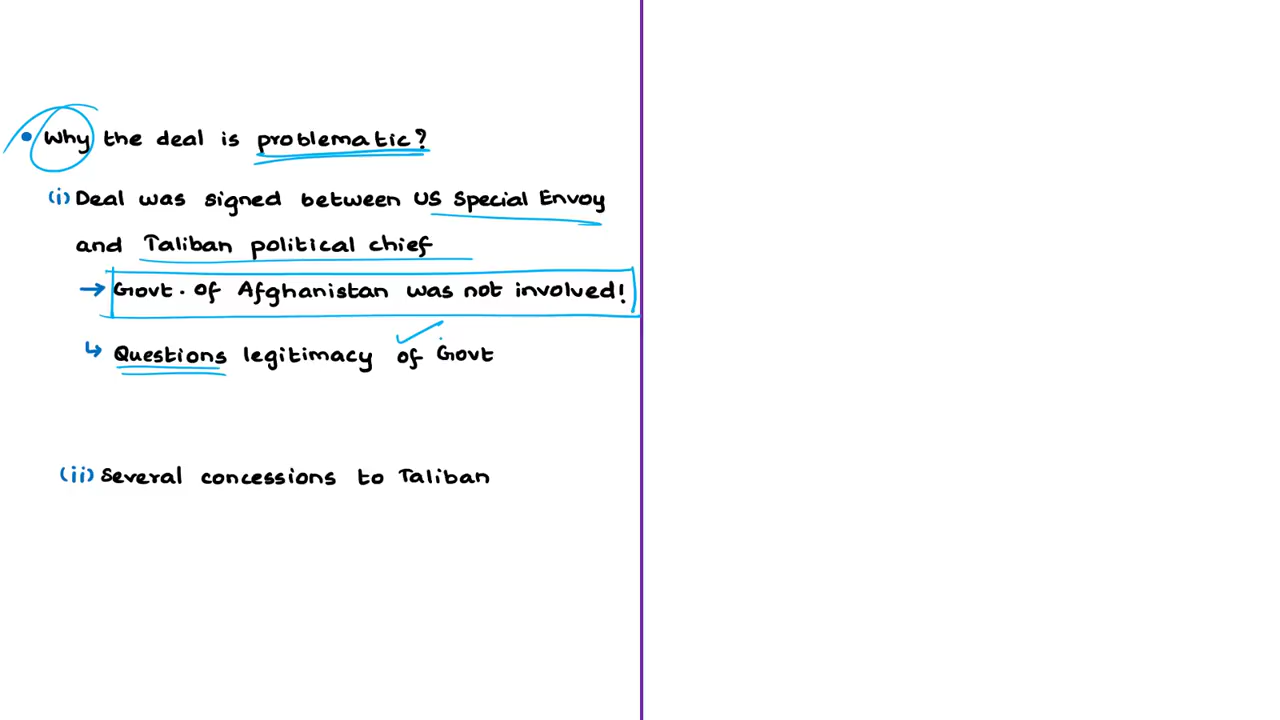 • Why the deal is problematic?
(i) Deal was signed between US Special Envoy
and Taliban political chief
→ Govt. of Afghanistan was not involved!
↳ Questions legitimacy of Govt
(ii) Several concessions to Taliban